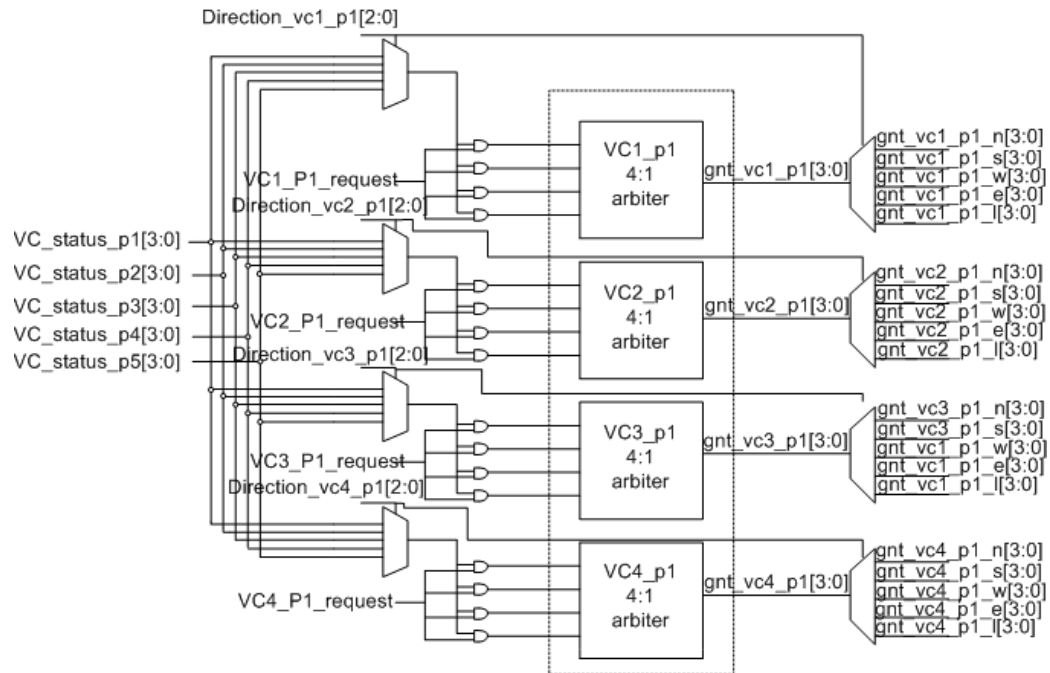 Direction_vc1_p1[2:0]
VC1_P1_request
VC1_p1
4:1
arbiter
gnt_vc1_p1[3:0]
gnt_vc1_p1_n[3:0]
gnt_vc1_p1_s[3:0]
gnt_vc1_p1_w[3:0]
gnt_vc1_p1_e[3:0]
gnt_vc1_p1_l[3:0]
Direction_vc2_p1[2:0]
VC_status_p1[3:0]
VC_status_p2[3:0]
VC_status_p3[3:0]
VC_status_p4[3:0]
VC_status_p5[3:0]
VC2_P1_request
VC2_p1
4:1
arbiter
gnt_vc2_p1[3:0]
gnt_vc2_p1_n[3:0]
gnt_vc2_p1_s[3:0]
gnt_vc2_p1_w[3:0]
gnt_vc2_p1_e[3:0]
gnt_vc2_p1_l[3:0]
Direction_vc3_p1[2:0]
VC3_P1_request
VC3_p1
4:1
arbiter
gnt_vc3_p1[3:0]
gnt_vc3_p1_n[3:0]
gnt_vc3_p1_s[3:0]
gnt_vc1_p1_w[3:0]
gnt_vc1_p1_e[3:0]
gnt_vc1_p1_l[3:0]
Direction_vc4_p1[2:0]
VC4_P1_request
VC4_p1
4:1
arbiter
gnt_vc4_p1[3:0]
gnt_vc4_p1_n[3:0]
gnt_vc4_p1_s[3:0]
gnt_vc4_p1_w[3:0]
gnt_vc4_p1_e[3:0]
gnt_vc4_p1_l[3:0]